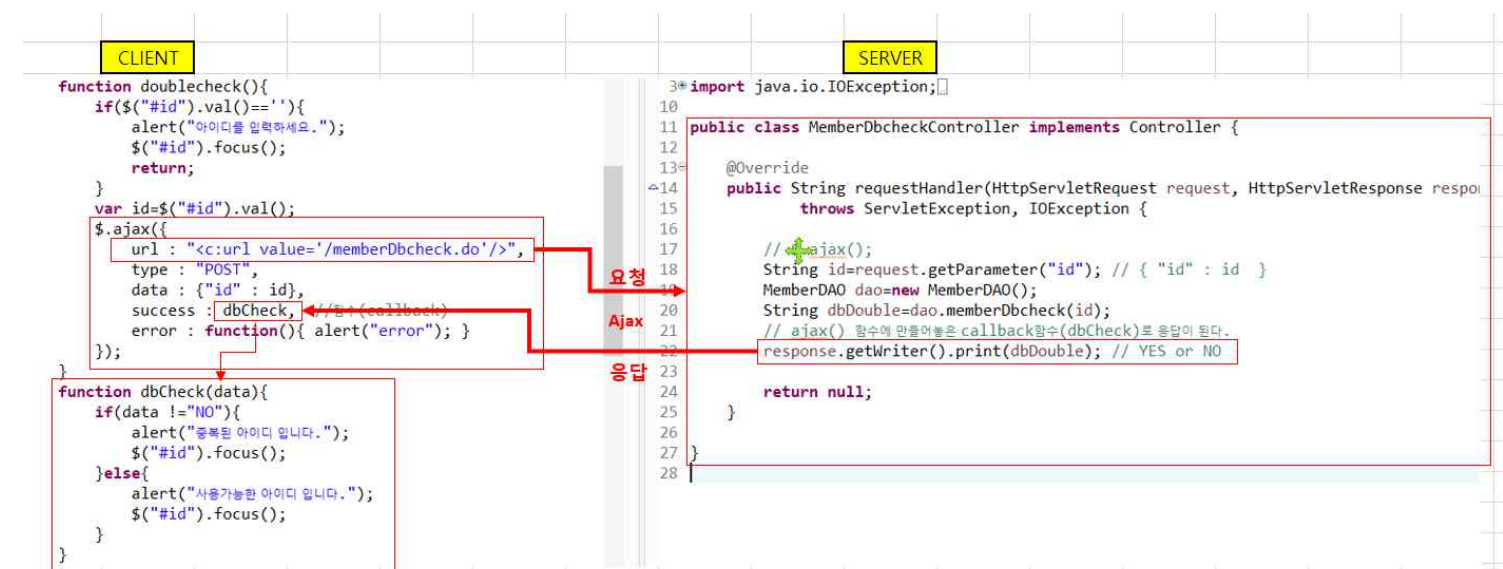 CLIENT
function doublecheck(){
if($("#id").val()==''){
alert("아이디를 입력하세요.");
$("#id").focus();
return;
}
var id=$("#id").val();
$.ajax({
url : "<c:url value='/memberDbcheck.do'/>",
type : "POST",
data : {"id" : id},
success : dbCheck, //함수(callback)
error : function(){ alert("error"); }
});
}
function dbCheck(data){
if(data !="NO"){
alert("중복된 아이디 입니다.");
$("#id").focus();
}else{
alert("사용가능한 아이디 입니다.");
$("#id").focus();
}
}
요청
Ajax
응답
SERVER
3 import java.io.IOException;
10
11 public class MemberDbcheckController implements Controller {
12
13 @Override
14 public String requestHandler(HttpServletRequest request, HttpServletResponse respon
15 throws ServletException, IOException {
16
17 // ajax();
18 String id=request.getParameter("id"); // { "id" : id }
19 MemberDAO dao=new MemberDAO();
20 String dbDouble=dao.memberDbcheck(id);
21 // ajax() 함수에 만들어놓은 callback함수(dbCheck)로 응답이 된다.
22 response.getWriter().print(dbDouble); // YES or NO
23
24 return null;
25 }
26
27 }
28